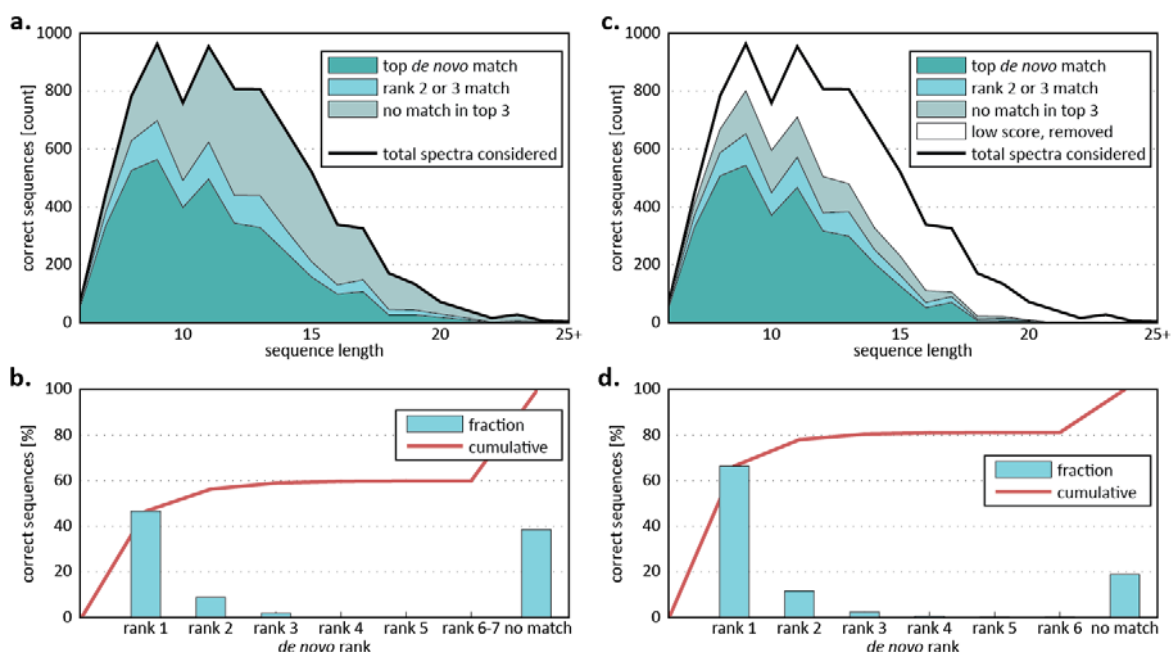 a.
correct sequences [count]
1000
800
600
400
200
0
top de novo match
rank 2 or 3 match
no match in top 3
total spectra considered
10
15
20
25+
sequence length
c.
correct sequences [count]
1000
800
600
400
200
0
top de novo match
rank 2 or 3 match
no match in top 3
low score, removed
total spectra considered
10
15
20
25+
sequence length
b.
correct sequences [%]
100
80
60
40
20
0
fraction
cumulative
rank 1
rank 2
rank 3
rank 4
rank 5
rank 6-7
no match
de novo rank
d.
correct sequences [%]
100
80
60
40
20
0
fraction
cumulative
rank 1
rank 2
rank 3
rank 4
rank 5
rank 6
no match
de novo rank